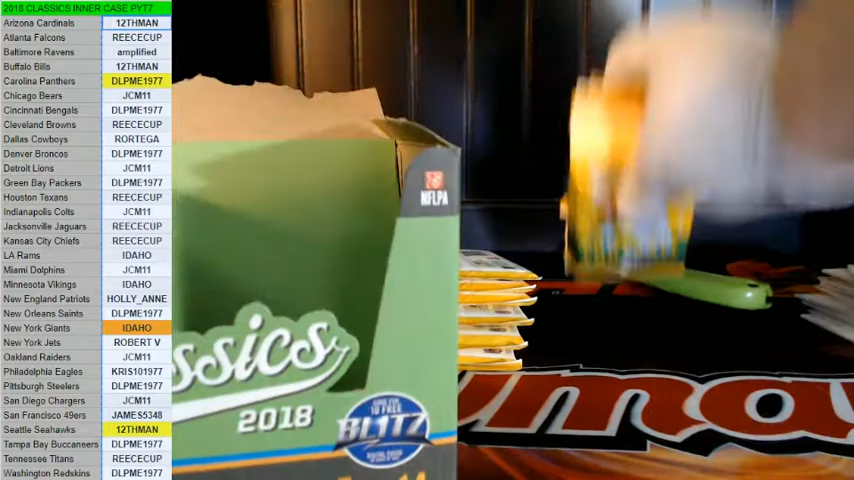 2018 CLASSICS INNER CASE PYT7
Arizona Cardinals 12THMAN
Atlanta Falcons REECECUP
Baltimore Ravens amplified
Buffalo Bills 12THMAN
Carolina Panthers DLPME1977
Chicago Bears JCM11
Cincinnati Bengals DLPME1977
Cleveland Browns REECECUP
Dallas Cowboys RORTEGA
Denver Broncos DLPME1977
Detroit Lions JCM11
Green Bay Packers DLPME1977
Houston Texans REECECUP
Indianapolis Colts JCM11
Jacksonville Jaguars REECECUP
Kansas City Chiefs REECECUP
LA Rams IDAHO
Miami Dolphins JCM11
Minnesota Vikings IDAHO
New England Patriots HOLLY_ANNE
New Orleans Saints DLPME1977
New York Giants IDAHO
New York Jets ROBERT V
Oakland Raiders JCM11
Philadelphia Eagles KRIS101977
Pittsburgh Steelers DLPME1977
San Diego Chargers JCM11
San Francisco 49ers JAMES5348
Seattle Seahawks 12THMAN
Tampa Bay Buccaneers DLPME1977
Tennessee Titans REECECUP
Washington Redskins DLPME1977
NFLPA
ssics
2018
10 FREE
BLITZ